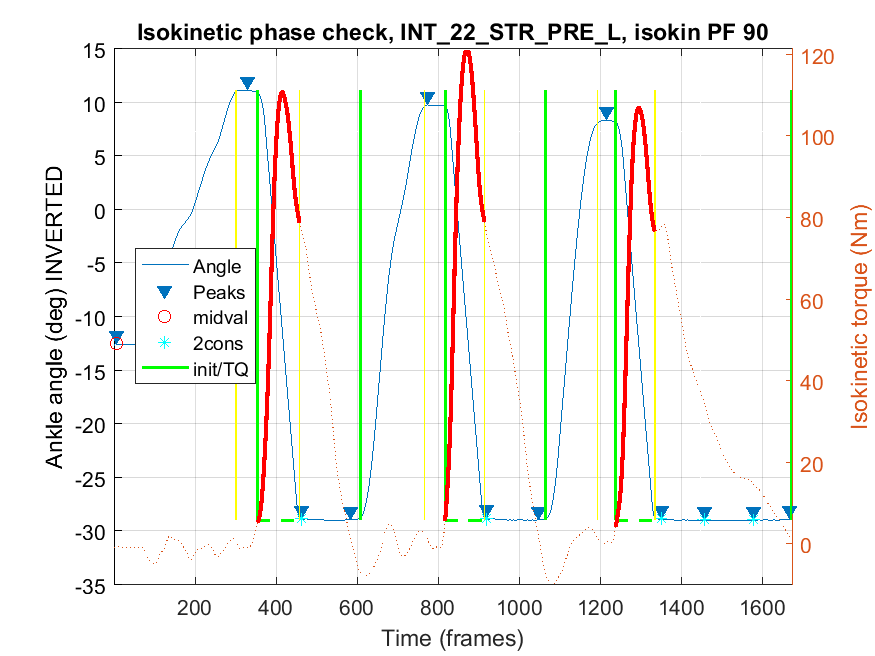 Isokinetic phase check, INT_22_STR_PRE_L, isokin PF 90
Ankle angle (deg) INVERTED
15
10
5
0
-5
-10
-15
-20
-25
-30
-35
Angle
Peaks
midval
2cons
init/TQ
120
100
80
60
40
20
0
Isokinetic torque (Nm)
200
400
600
800
1000
1200
1400
1600
Time (frames)